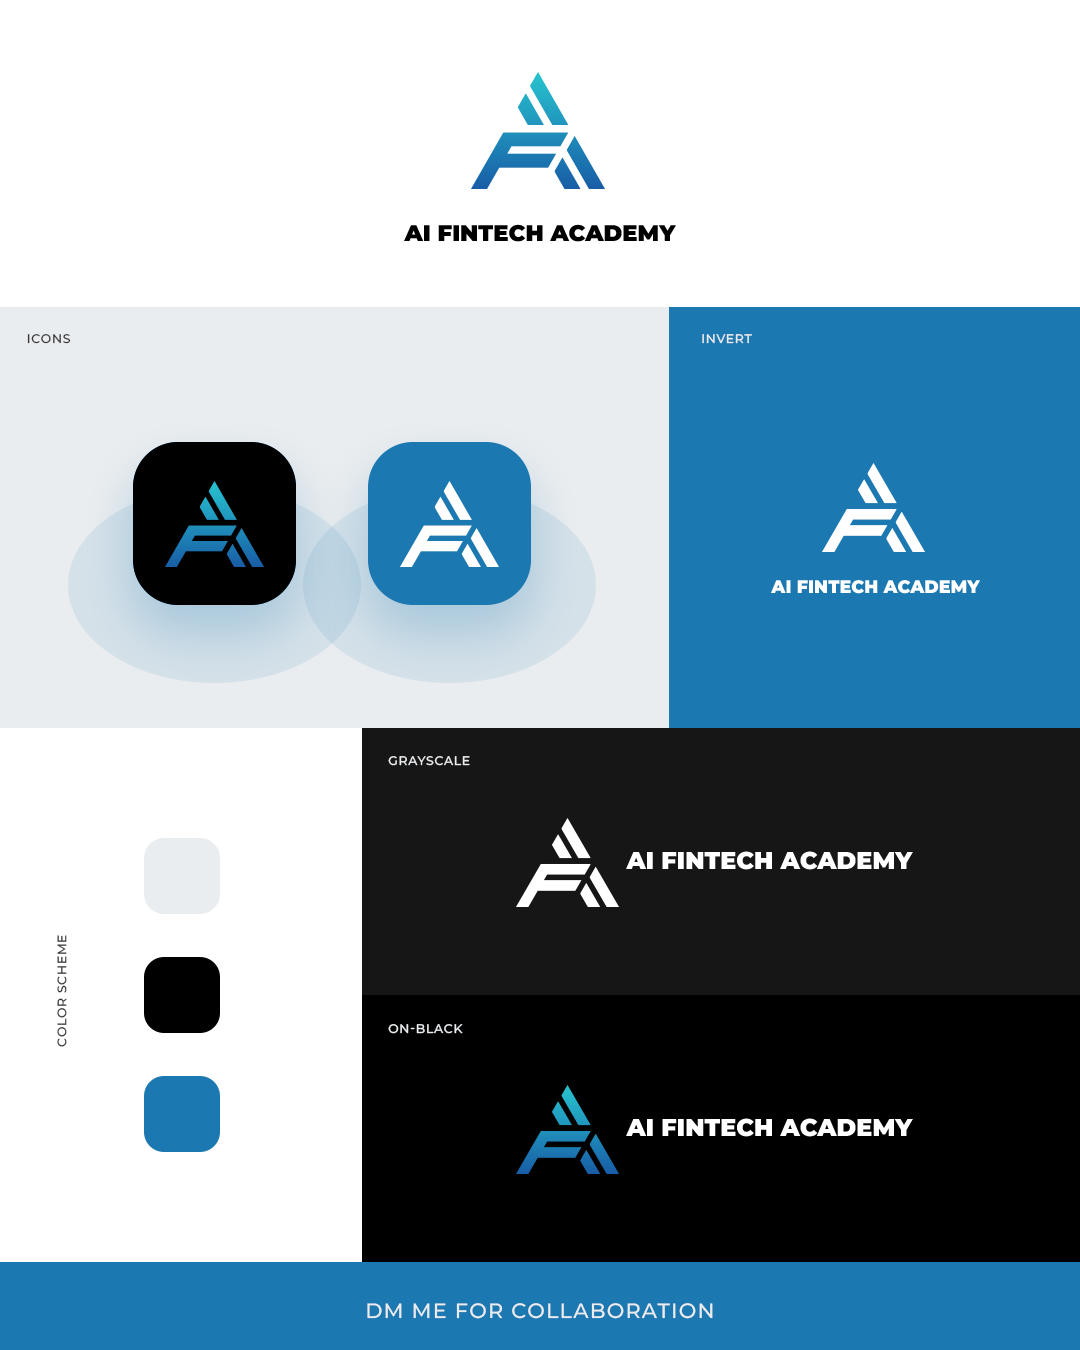 AI FINTECH ACADEMY
ICONS
INVERT
AI FINTECH ACADEMY
GRAYSCALE
AI FINTECH ACADEMY
COLOR SCHEME
ON-BLACK
AI FINTECH ACADEMY
DM ME FOR COLLABORATION